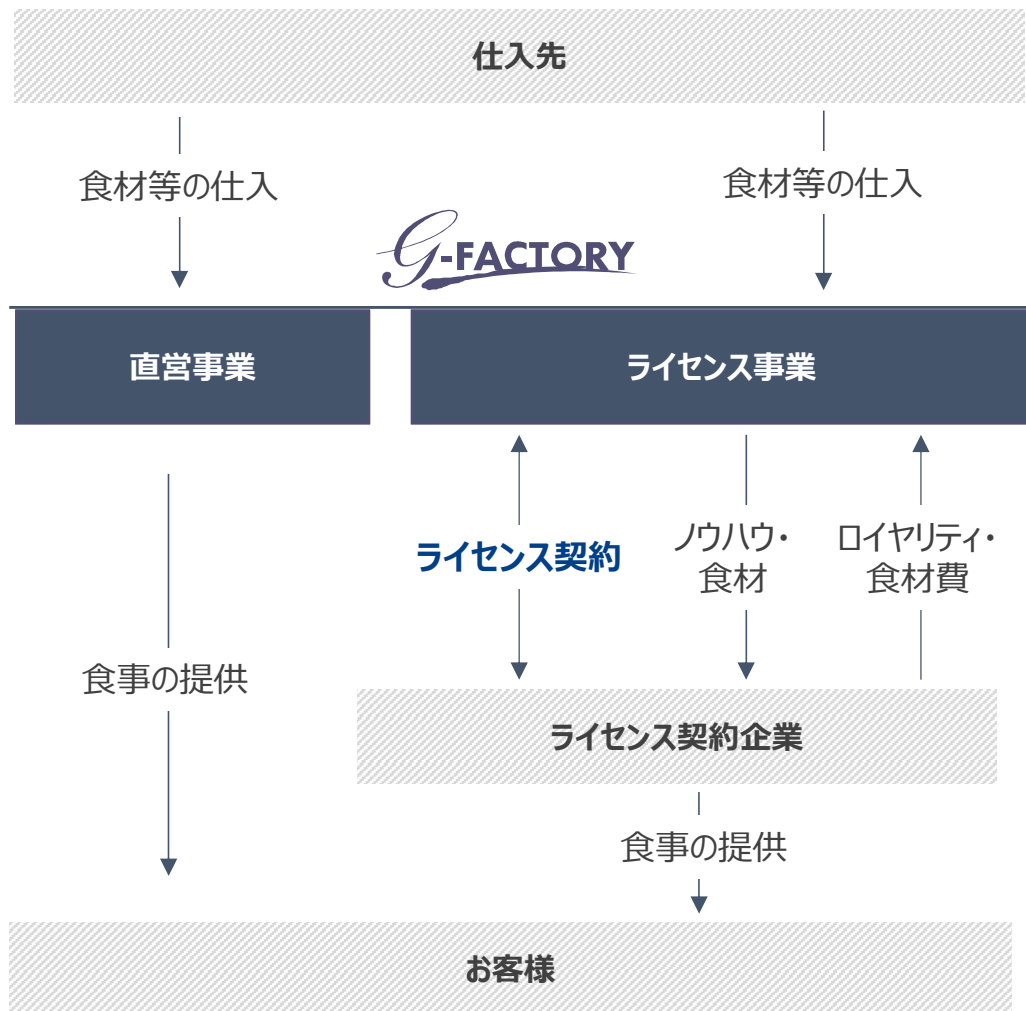 仕入先
食材等の仕入
食材等の仕入
G-FACTORY
直営事業
ライセンス事業
ライセンス契約
ノウハウ・
食材
ロイヤリティ・
食材費
食事の提供
ライセンス契約企業
食事の提供
お客様